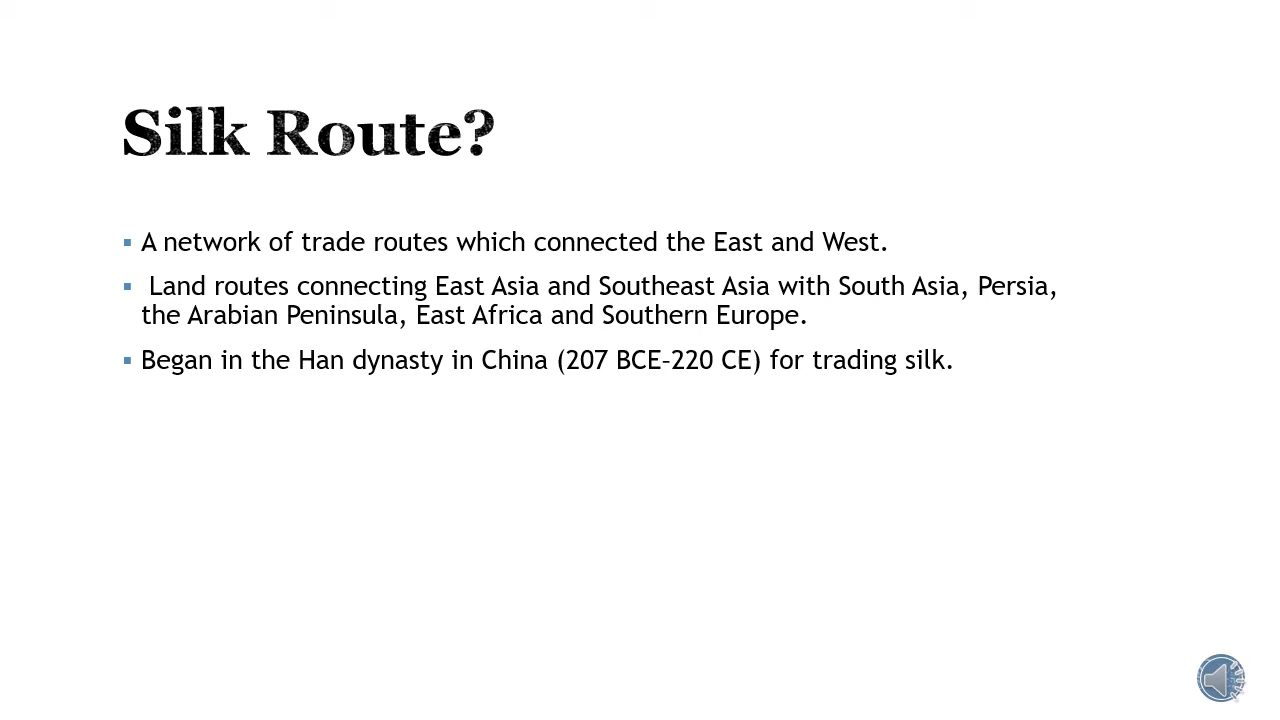 Silk Route?
▪ A network of trade routes which connected the East and West.
▪ Land routes connecting East Asia and Southeast Asia with South Asia, Persia,
the Arabian Peninsula, East Africa and Southern Europe.
▪ Began in the Han dynasty in China (207 BCE–220 CE) for trading silk.